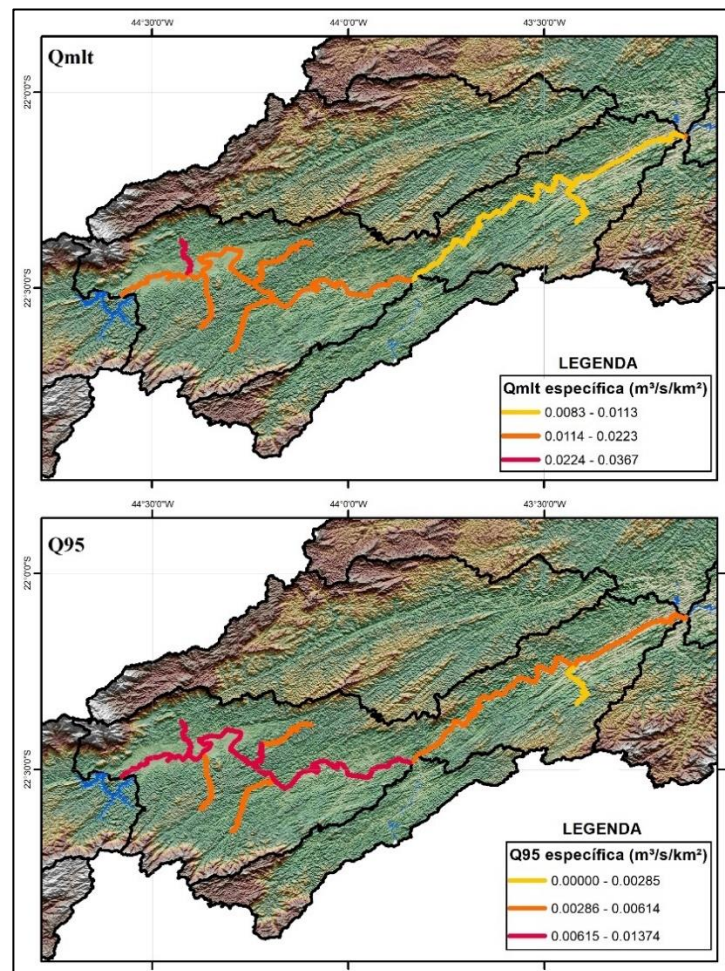 44°30'0"W 44°0'0"W 43°30'0"W
Qmlt
22°0'0"S
22°30'0"S
LEGENDA
Qmlt específica (m³/s/km²)
0.0083 - 0.0113
0.0114 - 0.0223
0.0224 - 0.0367
44°30'0"W 44°0'0"W 43°30'0"W
Q95
22°0'0"S
22°30'0"S
LEGENDA
Q95 específica (m³/s/km²)
0.00000 - 0.00285
0.00286 - 0.00614
0.00615 - 0.01374